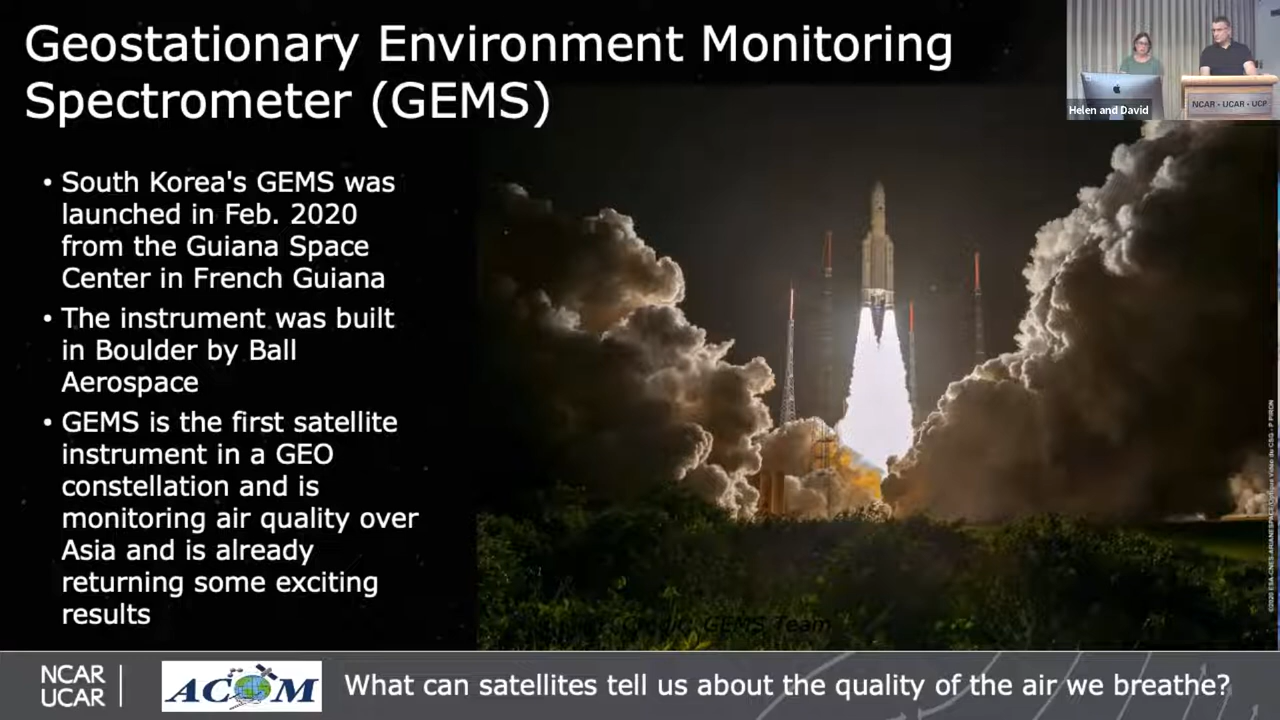 Geostationary Environment Monitoring
Spectrometer (GEMS)
Helen and David
NCAR • UCAR • UCP
• South Korea's GEMS was
launched in Feb. 2020
from the Guiana Space
Center in French Guiana
• The instrument was built
in Boulder by Ball
Aerospace
• GEMS is the first satellite
instrument in a GEO
constellation and is
monitoring air quality over
Asia and is already
returning some exciting
results
Credit: GEMS Team
NCAR
UCAR
ACOM
What can satellites tell us about the quality of the air we breathe?